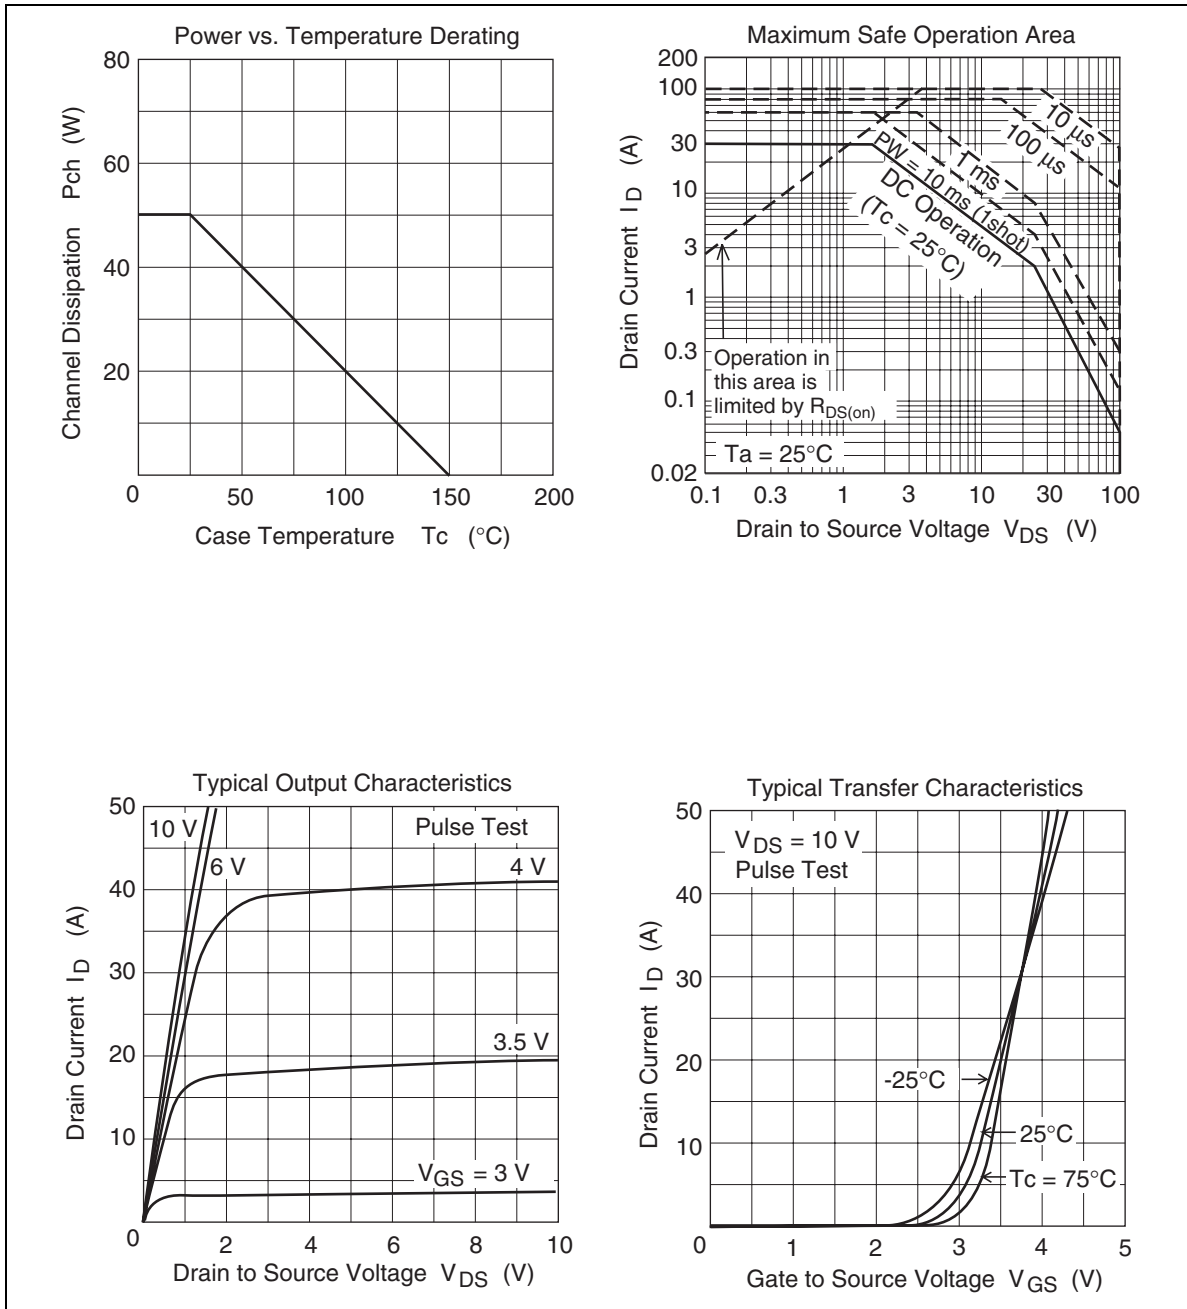 Power vs. Temperature Derating
80
60
40
20
0
50
100
150
200
Channel Dissipation Pch (W)
Case Temperature Tc (°C)
Maximum Safe Operation Area
200
100
30
10
3
1
0.3
0.1
0.02
0.1
0.3
1
3
10
30
100
Drain Current ID (A)
10 µs
100 µs
1 ms
PW = 10 ms (1shot)
DC Operation
(Tc = 25°C)
Operation in
this area is
limited by RDS(on)
Ta = 25°C
Drain to Source Voltage VDS (V)
Typical Output Characteristics
50
40
30
20
10
0
2
4
6
8
10
Drain Current ID (A)
10 V
6 V
Pulse Test
4 V
3.5 V
VGS = 3 V
Drain to Source Voltage VDS (V)
Typical Transfer Characteristics
50
40
30
20
10
0
1
2
3
4
5
Drain Current ID (A)
VDS = 10 V
Pulse Test
-25°C
25°C
Tc = 75°C
Gate to Source Voltage VGS (V)